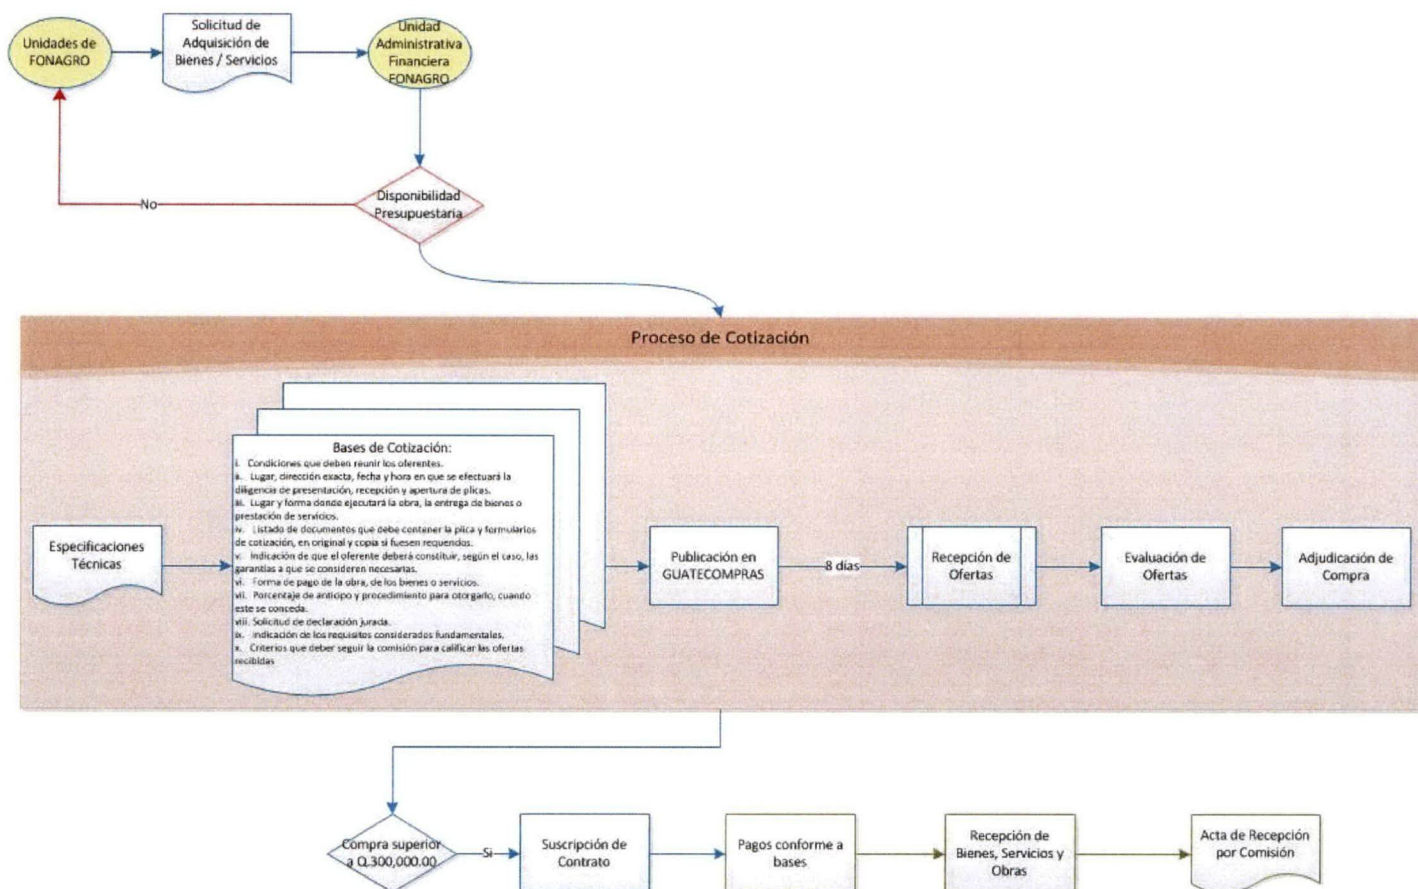 Unidades de
FONAGRO
Solicitud de
Adquisición de
Bienes / Servicios
Unidad
Administrativa
Financiera
FONAGRO
Disponibilidad
Presupuestaria
No
Proceso de Cotización
Bases de Cotización:
i. Condiciones que deben reunir los oferentes.
ii. Lugar, dirección exacta, fecha y hora en que se efectuará la
diligencia de presentación, recepción y apertura de plicas.
iii. Lugar y forma donde ejecutará la obra, la entrega de bienes o
prestación de servicios.
iv. Listado de documentos que debe contener la plica y formularios
de cotización, en original y copia si fuesen requeridos.
v. Indicación de que el oferente deberá constituir, según el caso, las
garantías a que se consideren necesarias.
vi. Forma de pago de la obra, de los bienes o servicios.
vii. Porcentaje de anticipo y procedimiento para otorgarlo, cuando
este se conceda.
viii. Solicitud de declaración jurada.
ix. Indicación de los requisitos considerados fundamentales.
x. Criterios que deber seguir la comisión para calificar las ofertas
recibidas
Especificaciones
Técnicas
Publicación en
GUATECOMPRAS
8 días
Recepción de
Ofertas
Evaluación de
Ofertas
Adjudicación de
Compra
Compra superior
a Q.300,000.00
Si
Suscripción de
Contrato
Pagos conforme a
bases
Recepción de
Bienes, Servicios y
Obras
Acta de Recepción
por Comisión